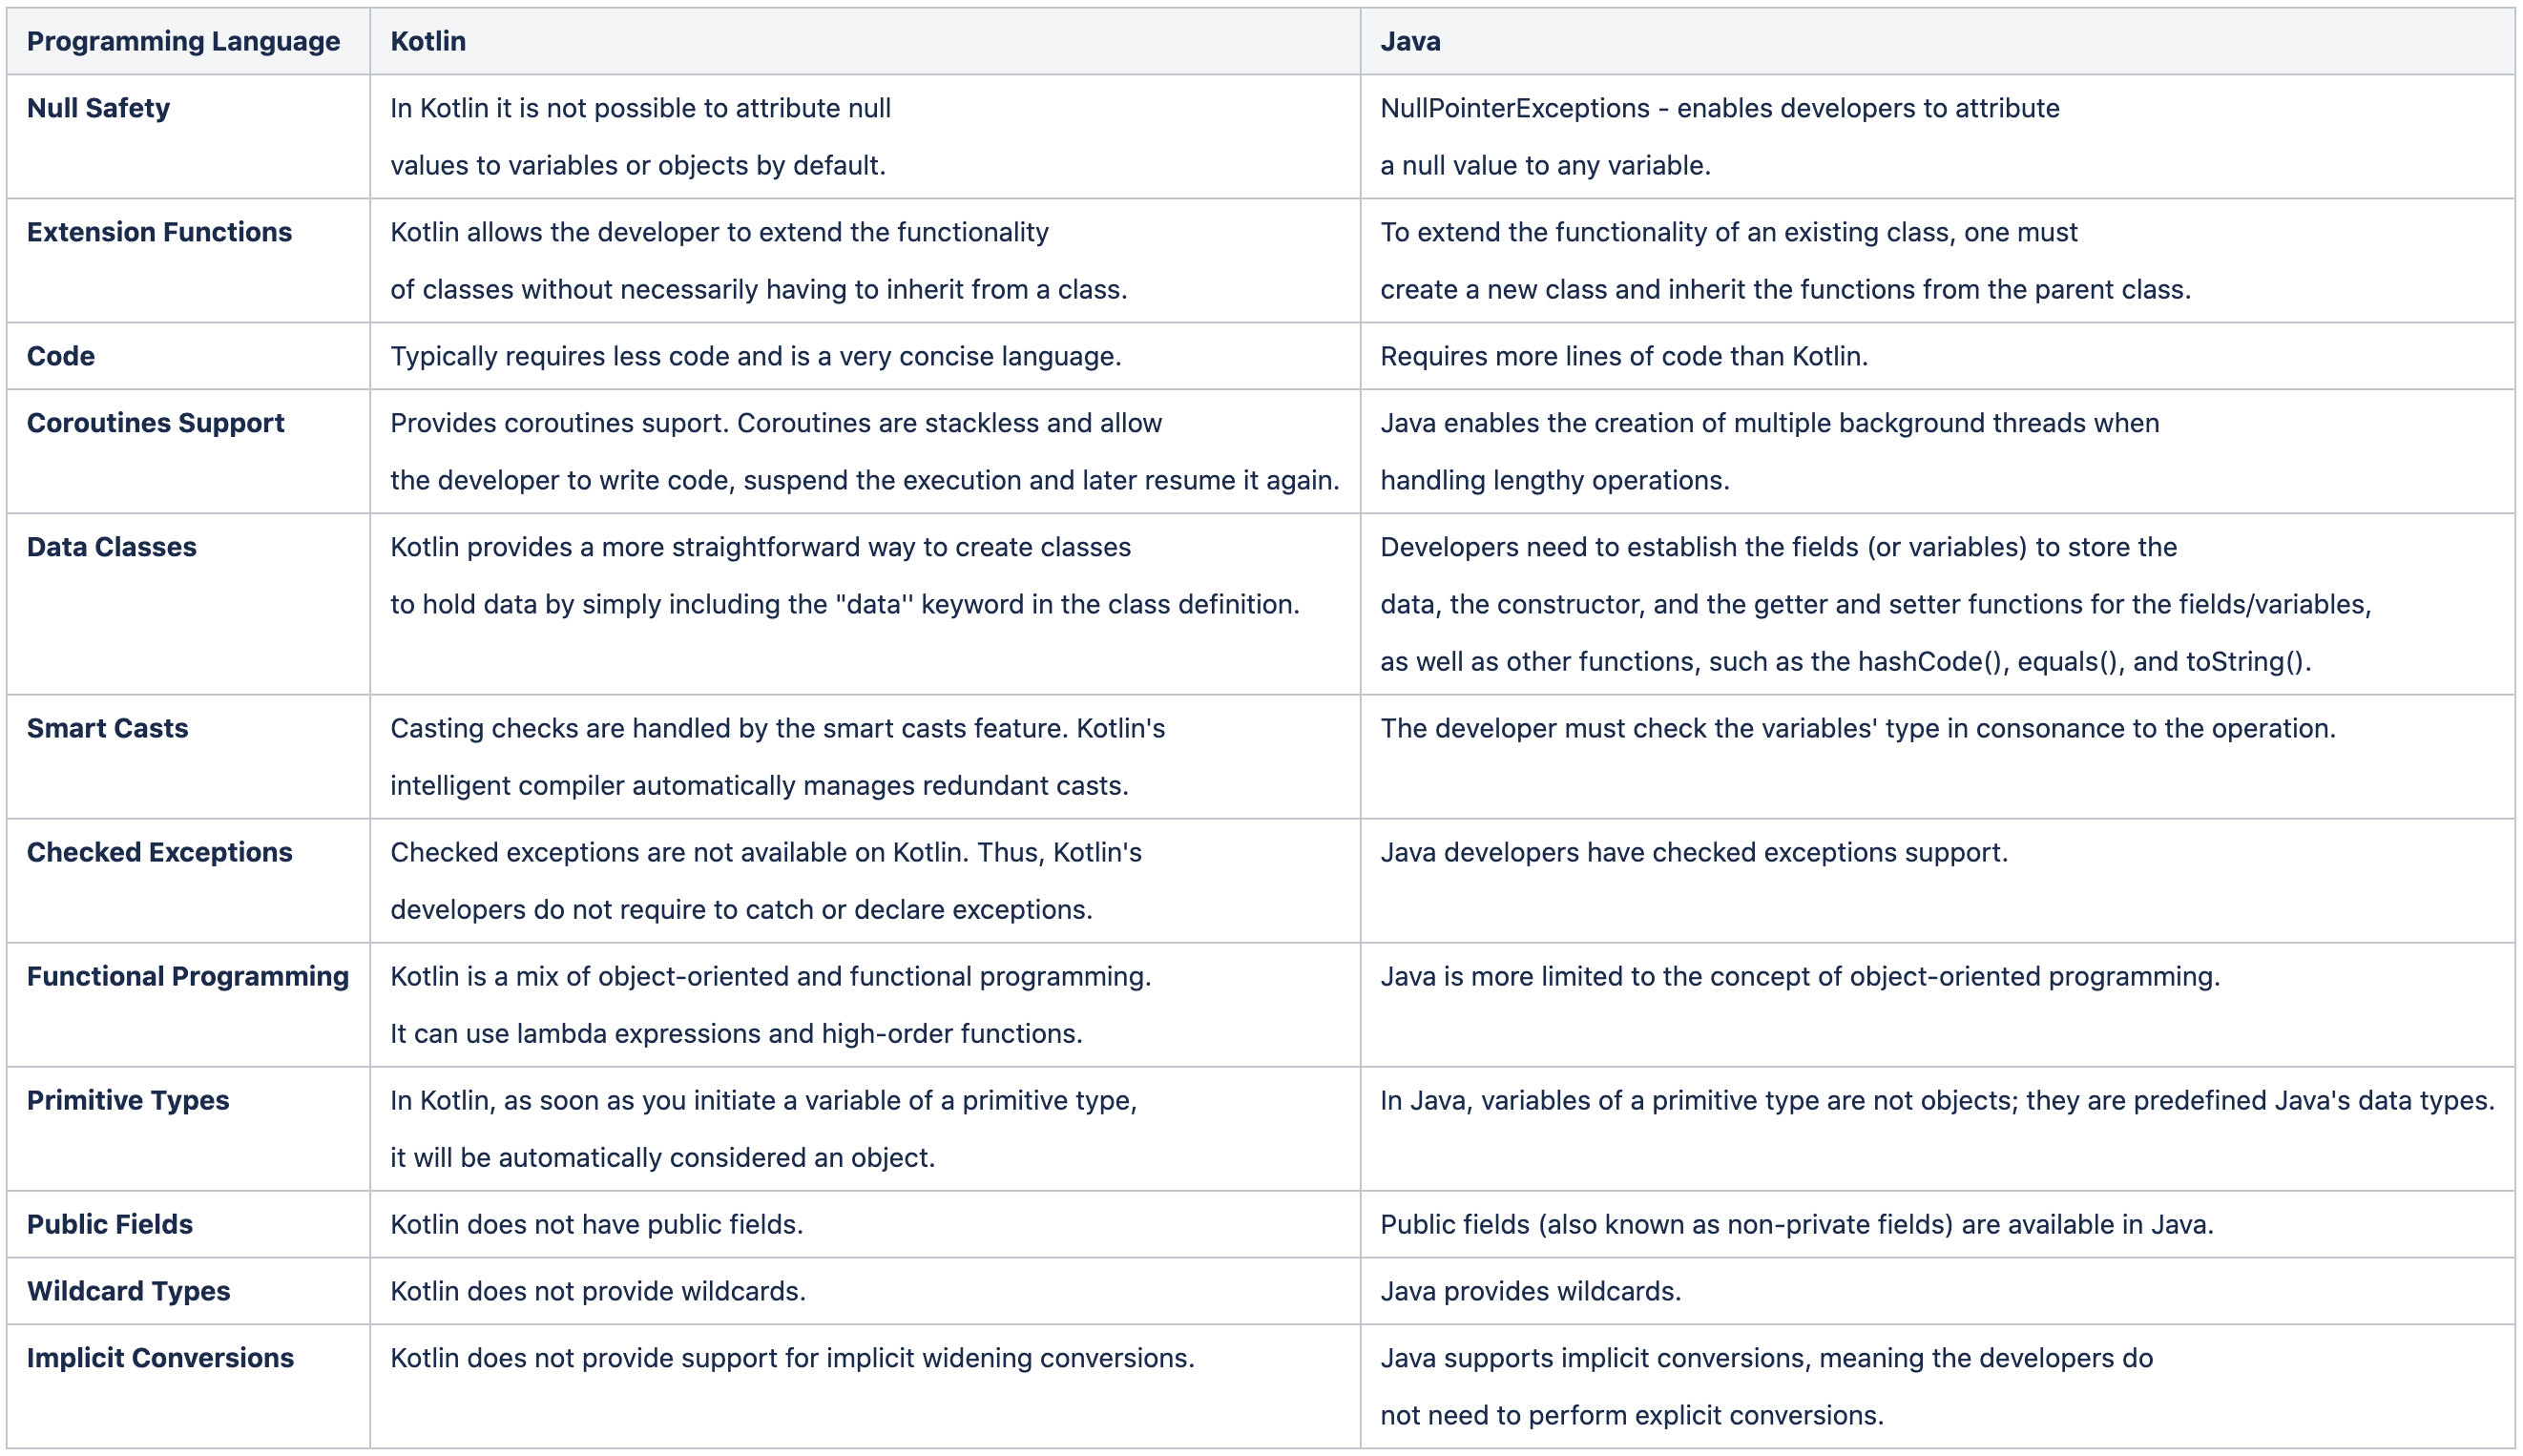 Programming Language
Kotlin
Java
Null Safety
In Kotlin it is not possible to attribute null
values to variables or objects by default.
NullPointerExceptions - enables developers to attribute
a null value to any variable.
Extension Functions
Kotlin allows the developer to extend the functionality
of classes without necessarily having to inherit from a class.
To extend the functionality of an existing class, one must
create a new class and inherit the functions from the parent class.
Code
Typically requires less code and is a very concise language.
Requires more lines of code than Kotlin.
Coroutines Support
Provides coroutines suport. Coroutines are stackless and allow
the developer to write code, suspend the execution and later resume it again.
Java enables the creation of multiple background threads when
handling lengthy operations.
Data Classes
Kotlin provides a more straightforward way to create classes
to hold data by simply including the "data'' keyword in the class definition.
Developers need to establish the fields (or variables) to store the
data, the constructor, and the getter and setter functions for the fields/variables,
as well as other functions, such as the hashCode(), equals(), and toString().
Smart Casts
Casting checks are handled by the smart casts feature. Kotlin's
intelligent compiler automatically manages redundant casts.
The developer must check the variables' type in consonance to the operation.
Checked Exceptions
Checked exceptions are not available on Kotlin. Thus, Kotlin's
developers do not require to catch or declare exceptions.
Java developers have checked exceptions support.
Functional Programming
Kotlin is a mix of object-oriented and functional programming.
It can use lambda expressions and high-order functions.
Java is more limited to the concept of object-oriented programming.
Primitive Types
In Kotlin, as soon as you initiate a variable of a primitive type,
it will be automatically considered an object.
In Java, variables of a primitive type are not objects; they are predefined Java's data types.
Public Fields
Kotlin does not have public fields.
Public fields (also known as non-private fields) are available in Java.
Wildcard Types
Kotlin does not provide wildcards.
Java provides wildcards.
Implicit Conversions
Kotlin does not provide support for implicit widening conversions.
Java supports implicit conversions, meaning the developers do
not need to perform explicit conversions.